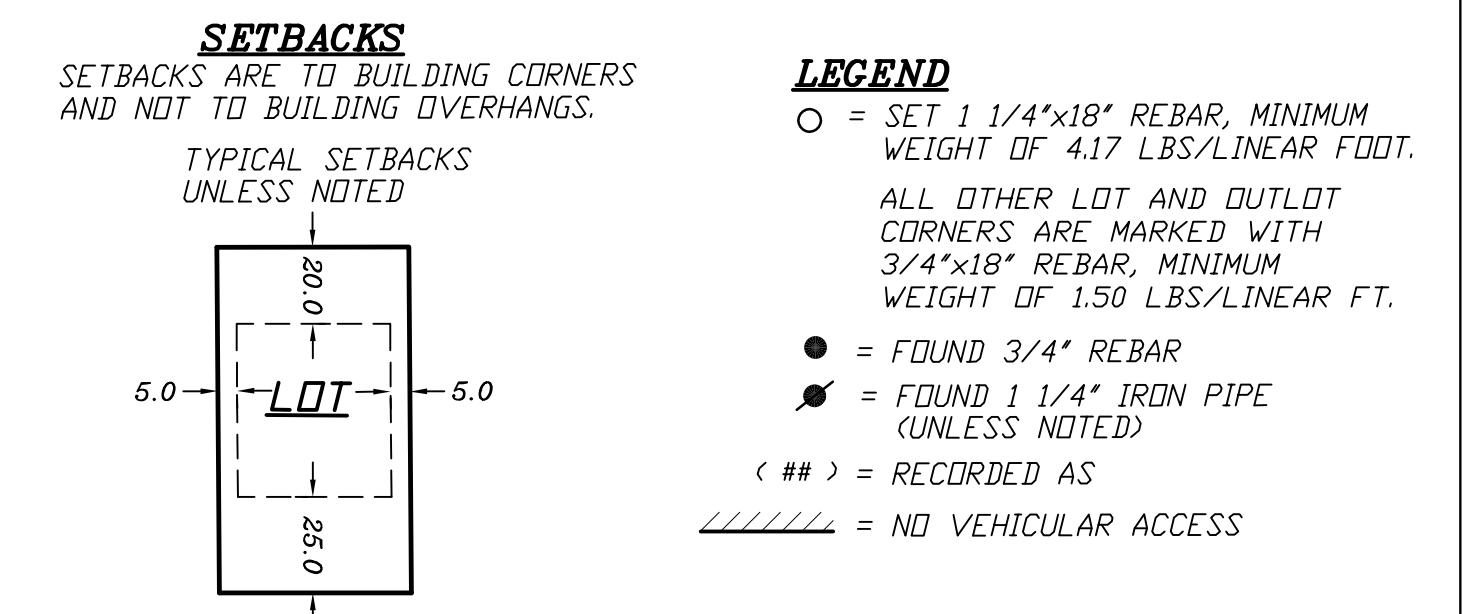 SETBACKS
SETBACKS ARE TO BUILDING CORNERS
AND NOT TO BUILDING OVERHANGS.
TYPICAL SETBACKS
UNLESS NOTED
20.0
5.0
LOT
5.0
25.0
LEGEND
= SET 1 1/4"x18" REBAR, MINIMUM
WEIGHT OF 4.17 LBS/LINEAR FOOT.
ALL OTHER LOT AND OUTLOT
CORNERS ARE MARKED WITH
3/4"x18" REBAR, MINIMUM
WEIGHT OF 1.50 LBS/LINEAR FT.
= FOUND 3/4" REBAR
= FOUND 1 1/4" IRON PIPE
(UNLESS NOTED)
( ## ) = RECORDED AS
= NO VEHICULAR ACCESS